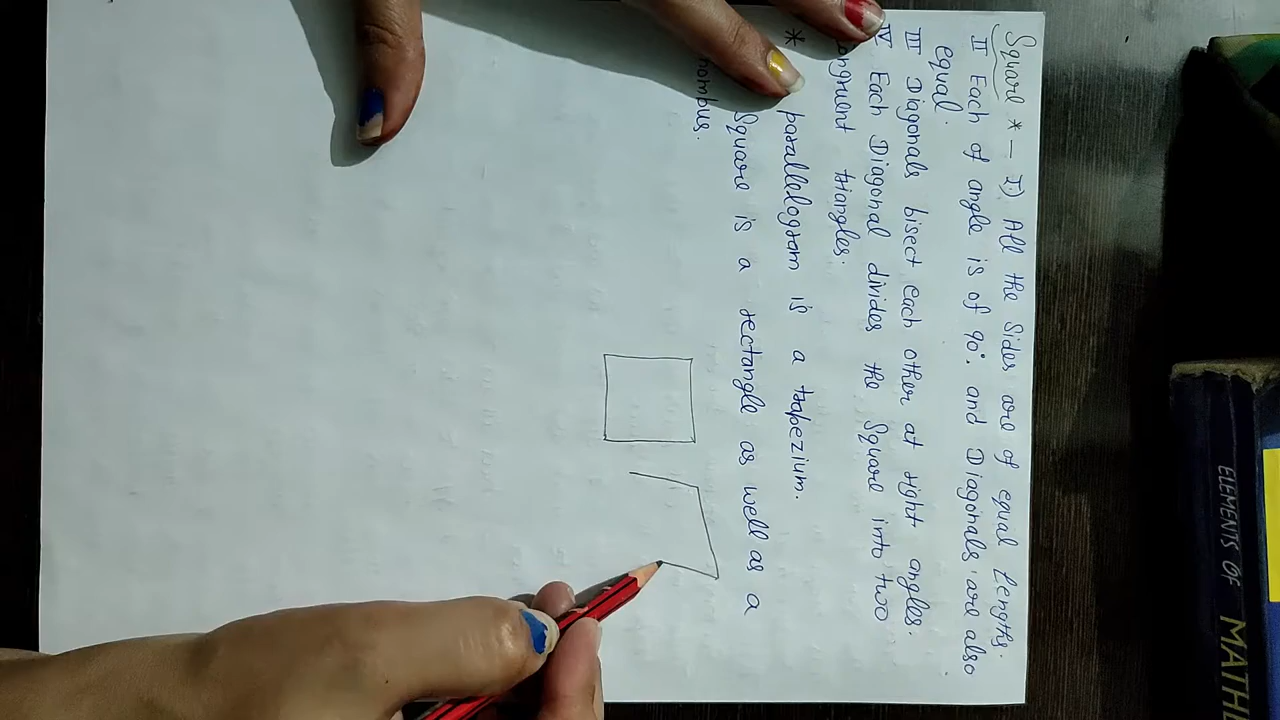 Square * - I.) All the Sides are of equal Lengths.
II Each of angle is of 90°. and Diagonals are also
equal.
III Diagonals bisect each other at right angles.
IV Each Diagonal divides the Square into two
congruent triangles.
* parallelogram is a trapezium.
Square is a rectangle as well as a
rhombus.
ELEMENTS OF